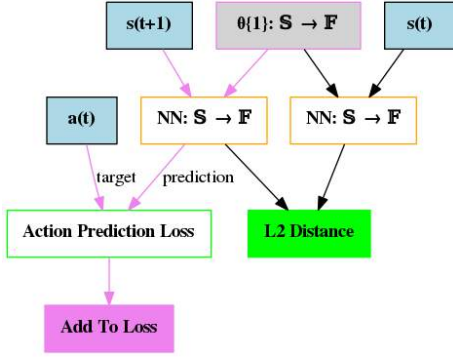 s(t+1)
θ{1}: 𝕊 → 𝔽
s(t)
a(t)
NN: 𝕊 → 𝔽
NN: 𝕊 → 𝔽
target
prediction
Action Prediction Loss
L2 Distance
Add To Loss